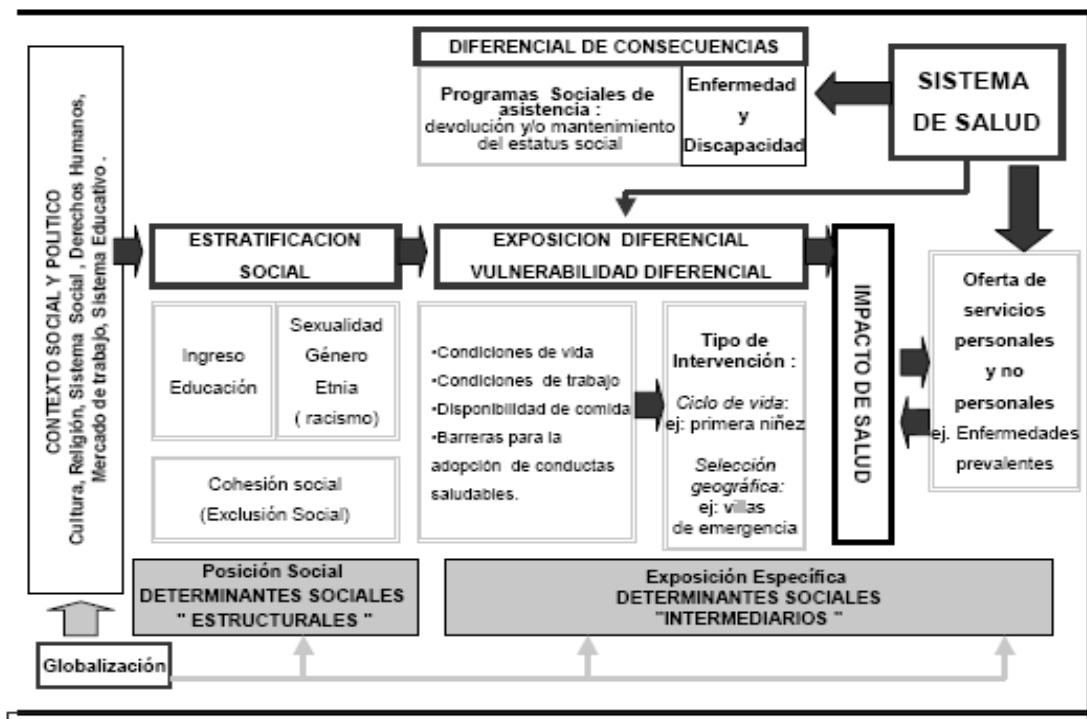 DIFERENCIAL DE CONSECUENCIAS
Programas Sociales de
asistencia :
devolución y/o mantenimiento
del estatus social
Enfermedad
y
Discapacidad
SISTEMA
DE SALUD
CONTEXTO SOCIAL Y POLITICO
Cultura, Religión, Sistema Social , Derechos Humanos,
Mercado de trabajo, Sistema Educativo .
ESTRATIFICACION
SOCIAL
EXPOSICION DIFERENCIAL
VULNERABILIDAD DIFERENCIAL
Ingreso
Educación
Sexualidad
Género
Etnia
( racismo)
Cohesión social
(Exclusión Social)
•Condiciones de vida
•Condiciones de trabajo
•Disponibilidad de comida
•Barreras para la
adopción de conductas
saludables.
Tipo de
Intervención :
Ciclo de vida:
ej: primera niñez
Selección
geográfica:
ej: villas
de emergencia
IMPACTO DE SALUD
Oferta de
servicios
personales
y no
personales
ej. Enfermedades
prevalentes
Posición Social
DETERMINANTES SOCIALES
" ESTRUCTURALES "
Exposición Específica
DETERMINANTES SOCIALES
"INTERMEDIARIOS "
Globalización